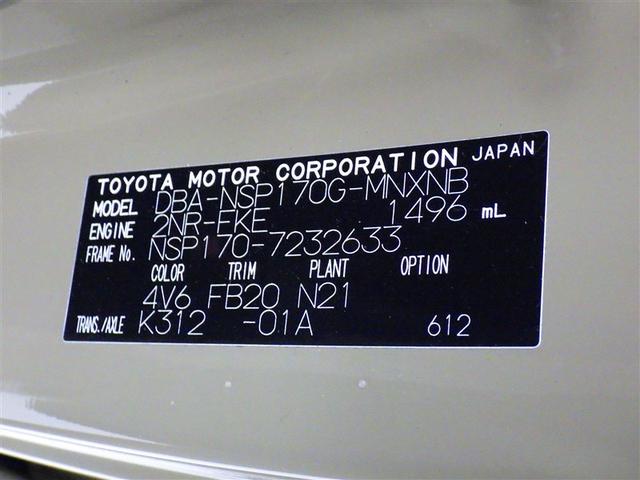 TOYOTA MOTOR CORPORATION JAPAN
MODEL DBA-NSP170G-MNXNB
ENGINE 2NR-FKE 1496 mL
FRAME No. NSP170-7232633
COLOR TRIM PLANT OPTION
4V6 FB20 N21
TRANS./AXLE K312 -01A 612